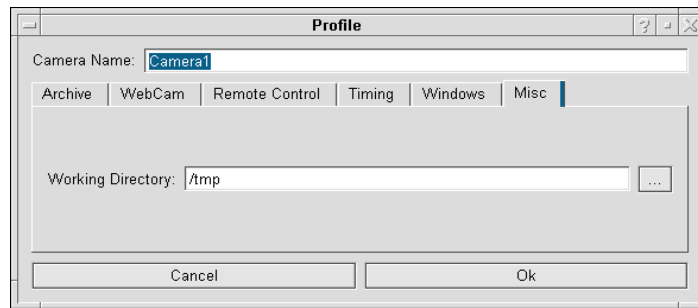 Profile
Camera Name: Camera1
Archive WebCam Remote Control Timing Windows Misc
Working Directory: /tmp ...
Cancel Ok